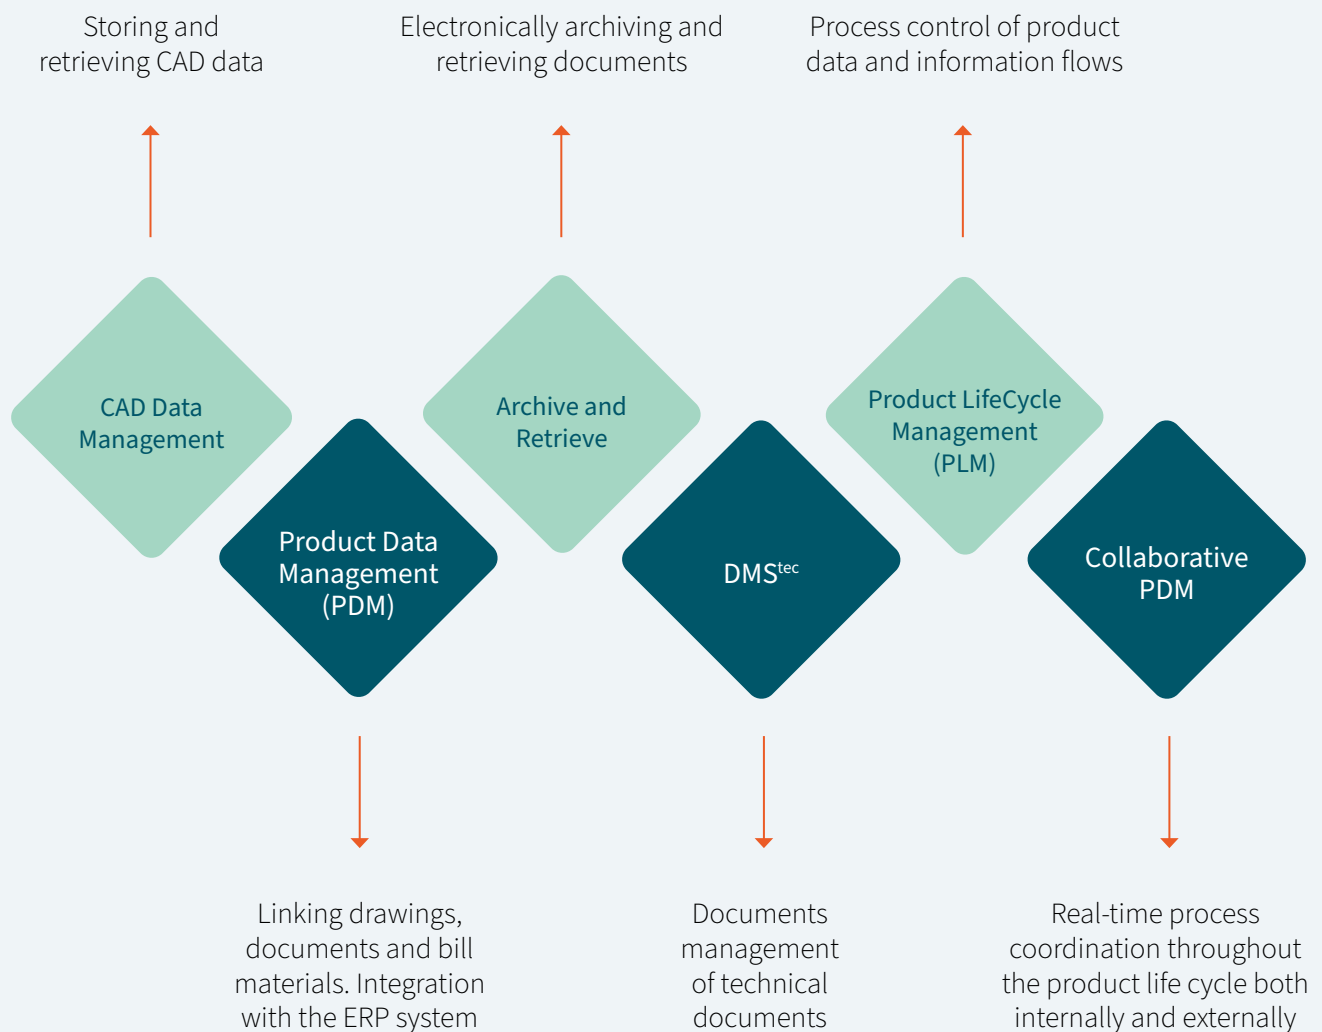 Storing and
retrieving CAD data
Electronically archiving and
retrieving documents
Process control of product
data and information flows
CAD Data
Management
Archive and
Retrieve
Product LifeCycle
Management
(PLM)
Product Data
Management
(PDM)
DMStec
Collaborative
PDM
Linking drawings,
documents and bill
materials. Integration
with the ERP system
Documents
management
of technical
documents
Real-time process
coordination throughout
the product life cycle both
internally and externally